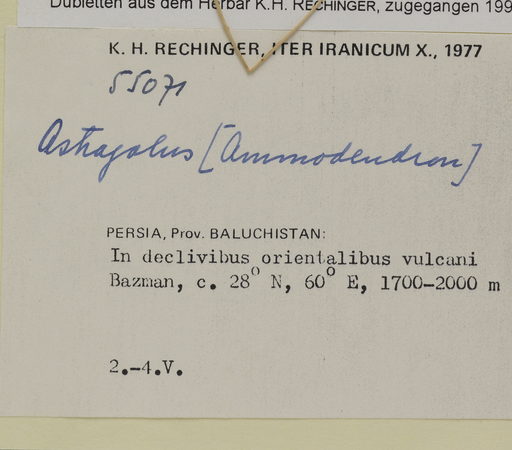 Dubletten aus dem Herbar K.H. RECHINGER, zugegangen 199
K. H. RECHINGER, ITER IRANICUM X., 1977
55071
Astragalus [Ammodendron]
PERSIA, Prov. BALUCHISTAN:
In declivibus orientalibus vulcani
Bazman, c. 28° N, 60° E, 1700-2000 m
2.-4.V.